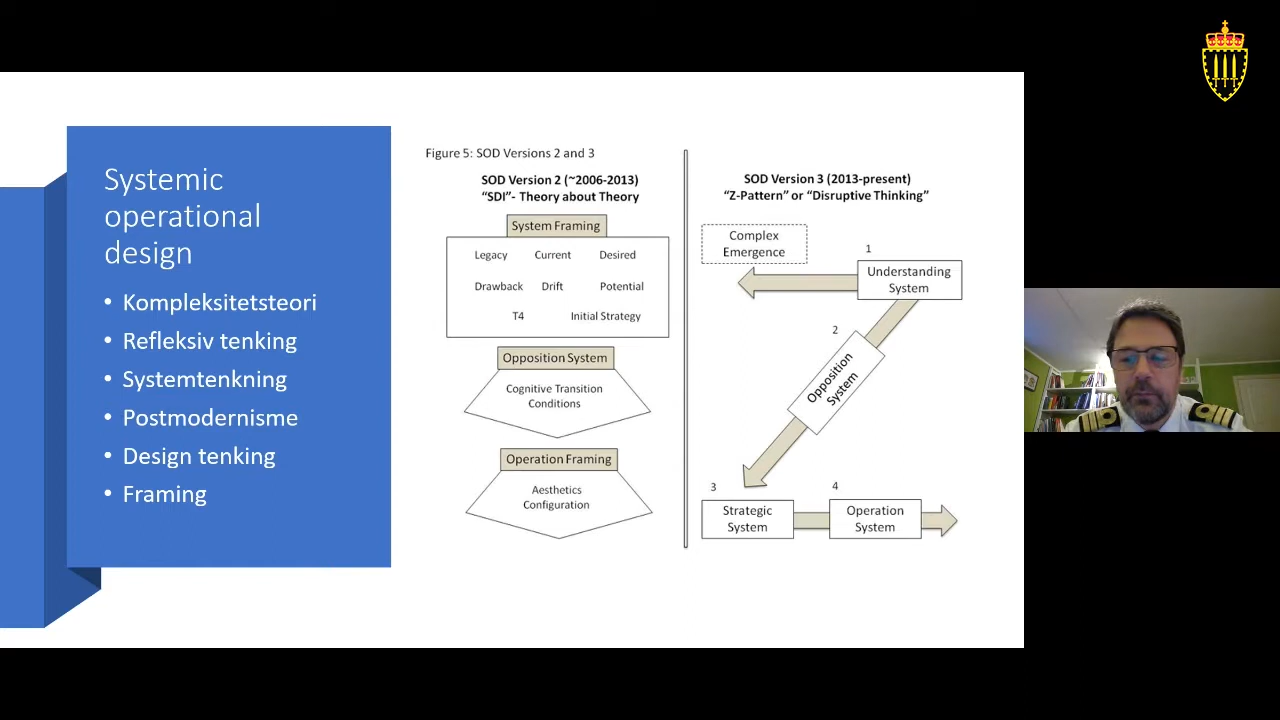 Systemic
operational
design
• Kompleksitetsteori
• Refleksiv tenking
• Systemtenkning
• Postmodernisme
• Design tenking
• Framing
Figure 5: SOD Versions 2 and 3
SOD Version 2 (~2006-2013)
“SDI”- Theory about Theory
System Framing
Legacy Current Desired
Drawback Drift Potential
T4 Initial Strategy
Opposition System
Cognitive Transition
Conditions
Operation Framing
Aesthetics
Configuration
SOD Version 3 (2013-present)
“Z-Pattern” or “Disruptive Thinking”
Complex
Emergence
1
Understanding
System
2
Opposition
System
3
Strategic
System
4
Operation
System